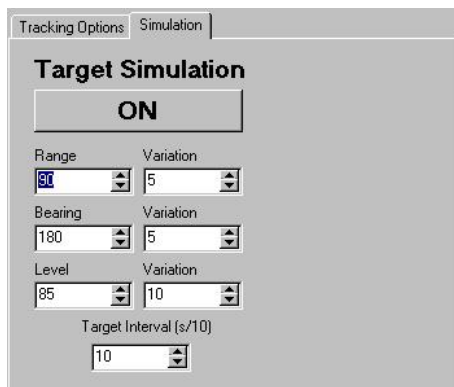 Tracking Options Simulation
Target Simulation
ON
Range Variation
90 5
Bearing Variation
180 5
Level Variation
85 10
Target Interval (s/10)
10